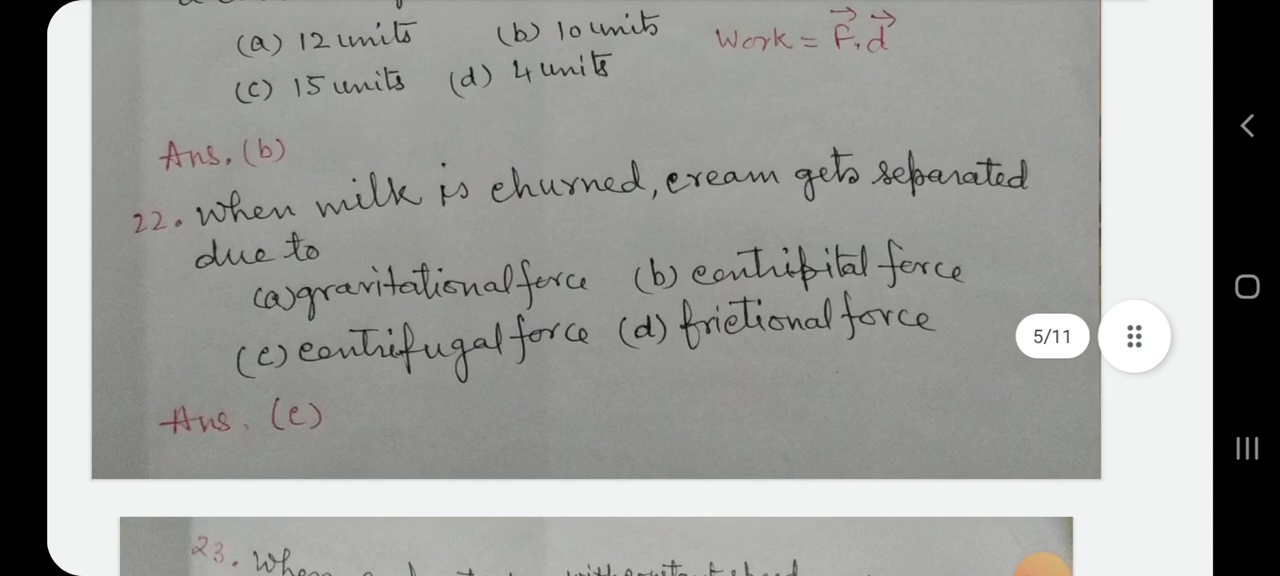 (a) 12 units (b) 10 units Work = F.d
(c) 15 units (d) 4 units
Ans. (b)
22. When milk is churned, cream gets separated
due to
(a) gravitational force (b) centripital force
(c) centrifugal force (d) frictional force
5/11
Ans. (c)
23. When